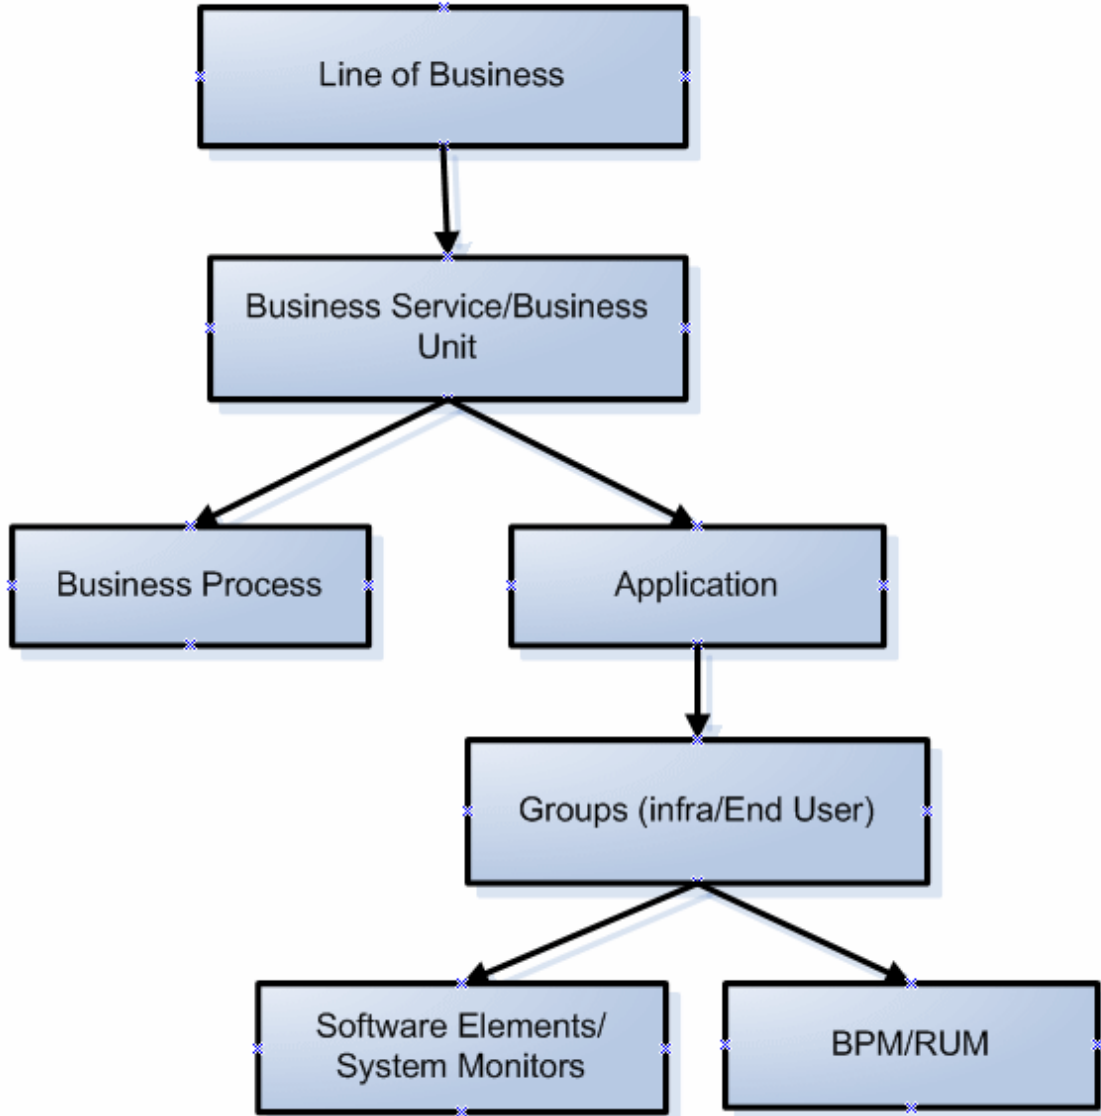 Line of Business
Business Service/Business
Unit
Business Process
Application
Groups (infra/End User)
Software Elements/
System Monitors
BPM/RUM